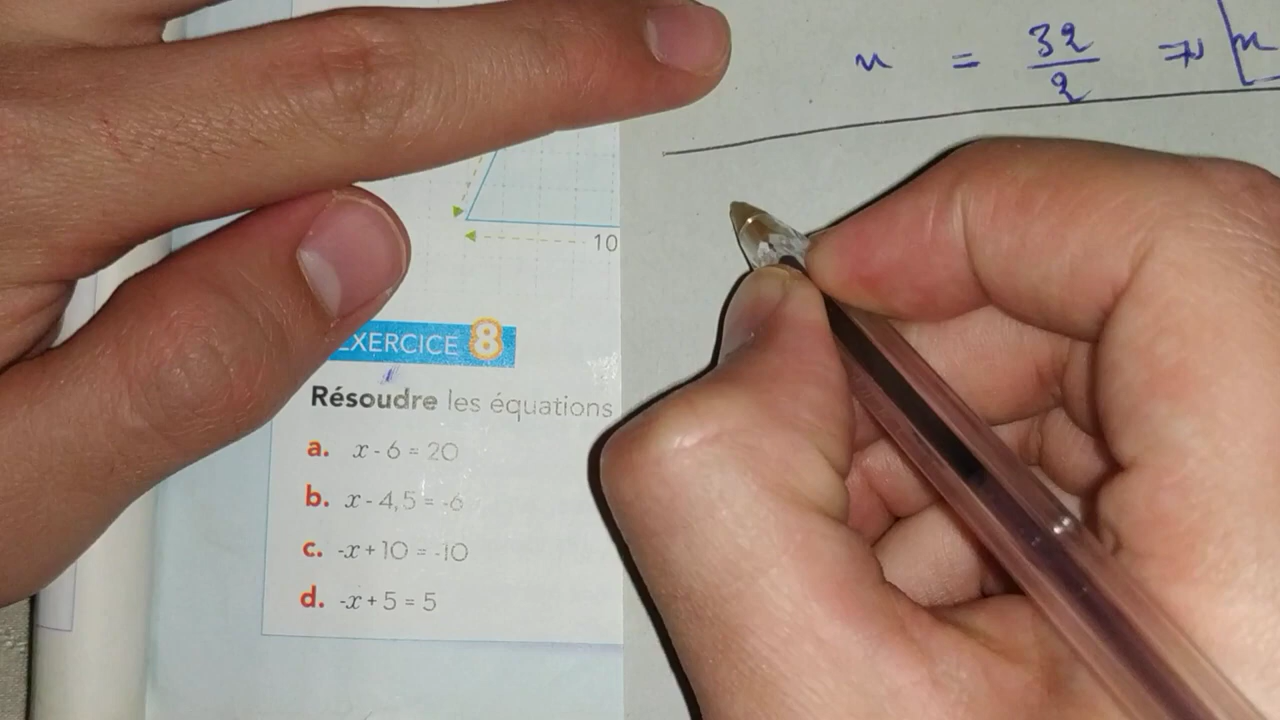 x = 32/2 ⇒
10
EXERCICE 8
Résoudre les équations
a. x - 6 = 20
b. x - 4,5 = -6
c. -x + 10 = -10
d. -x + 5 = 5